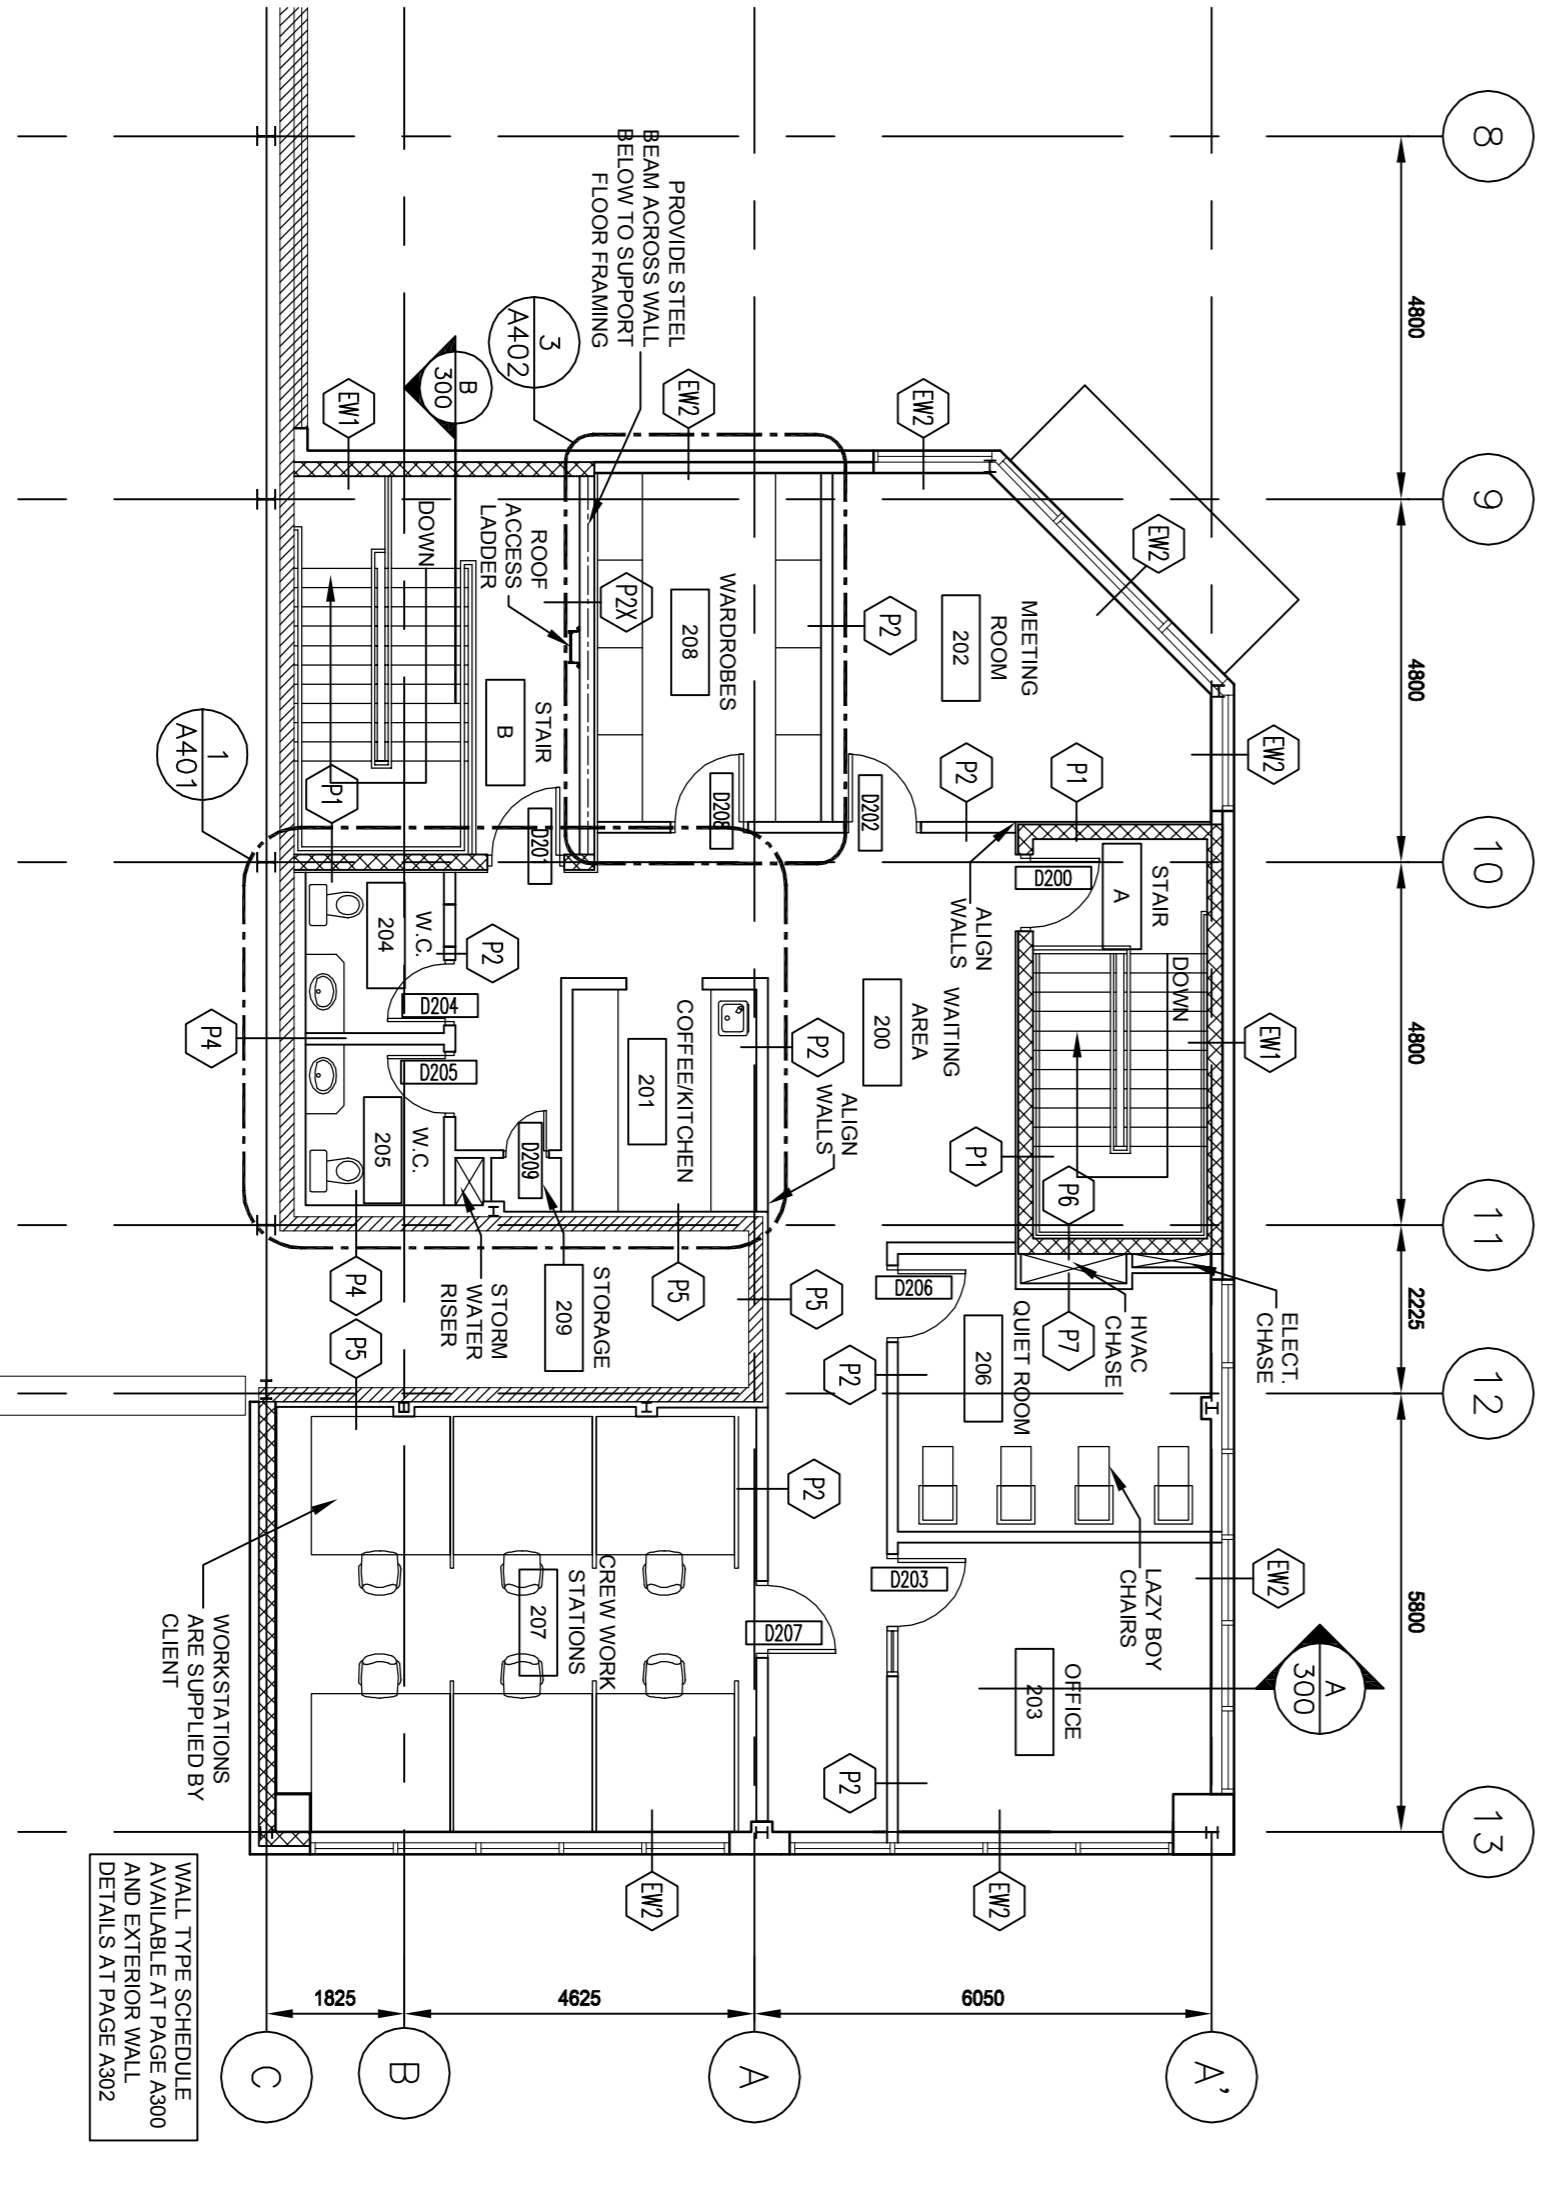 8
9
10
11
12
13
4800
4800
4800
2225
5800
A'
A
B
C
6050
4625
1825
EW2
EW2
EW2
EW2
EW1
EW1
EW2
EW2
EW2
MEETING
ROOM
202
P2
P2
P1
STAIR
A
D200
DOWN
ALIGN
WALLS
P1
P6
P7
ELECT.
CHASE
HVAC
CHASE
WAITING
AREA
200
D206
QUIET ROOM
206
P2
LAZY BOY
CHAIRS
D203
OFFICE
203
P2
A
300
WARDROBES
208
D208
D202
P2X
PROVIDE STEEL
BEAM ACROSS WALL
BELOW TO SUPPORT
FLOOR FRAMING
3
A402
B
300
ROOF
ACCESS
LADDER
STAIR
B
DOWN
D201
P1
1
A401
W.C.
204
P2
D204
P4
D205
W.C.
205
COFFEE/KITCHEN
201
P2
ALIGN
WALLS
D209
P5
P5
STORAGE
209
STORM
WATER
RISER
P4
P5
P2
D207
CREW WORK
STATIONS
207
WORKSTATIONS
ARE SUPPLIED BY
CLIENT
WALL TYPE SCHEDULE
AVAILABLE AT PAGE A300
AND EXTERIOR WALL
DETAILS AT PAGE A302